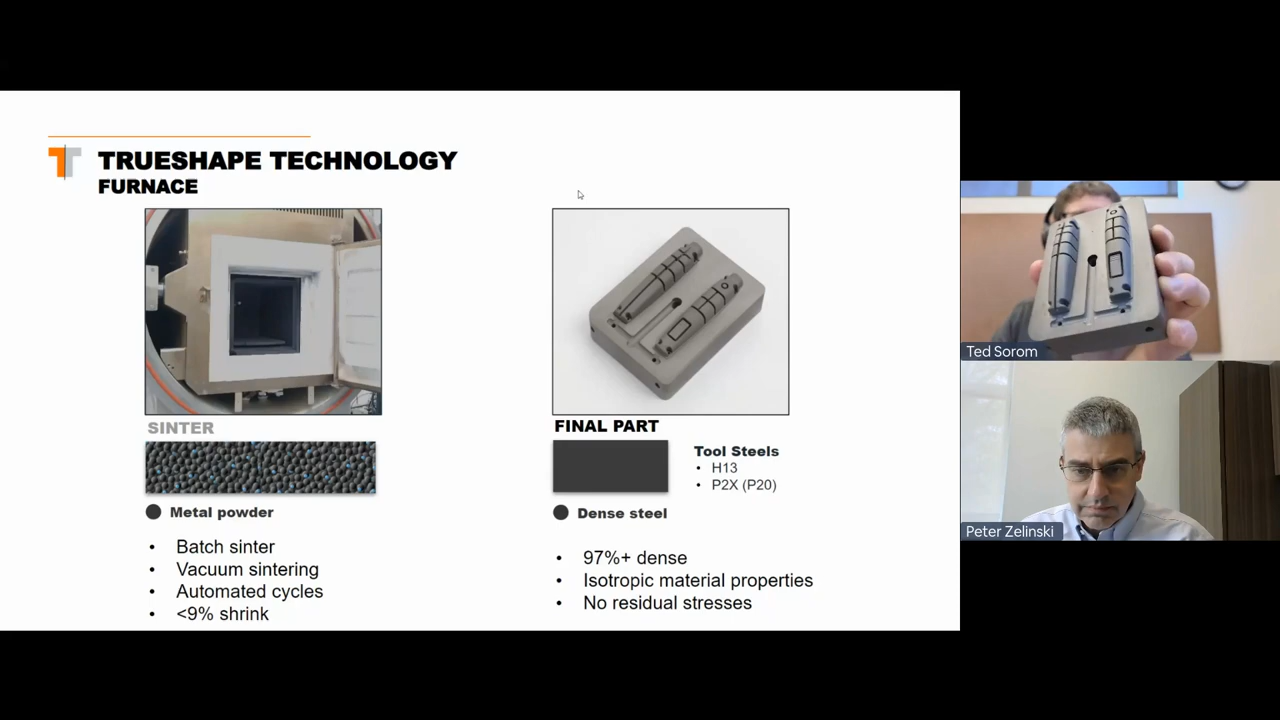 TRUESHAPE TECHNOLOGY
FURNACE
SINTER
Metal powder
• Batch sinter
• Vacuum sintering
• Automated cycles
• <9% shrink
FINAL PART
Tool Steels
• H13
• P2X (P20)
Dense steel
• 97%+ dense
• Isotropic material properties
• No residual stresses
Ted Sorom
Peter Zelinski